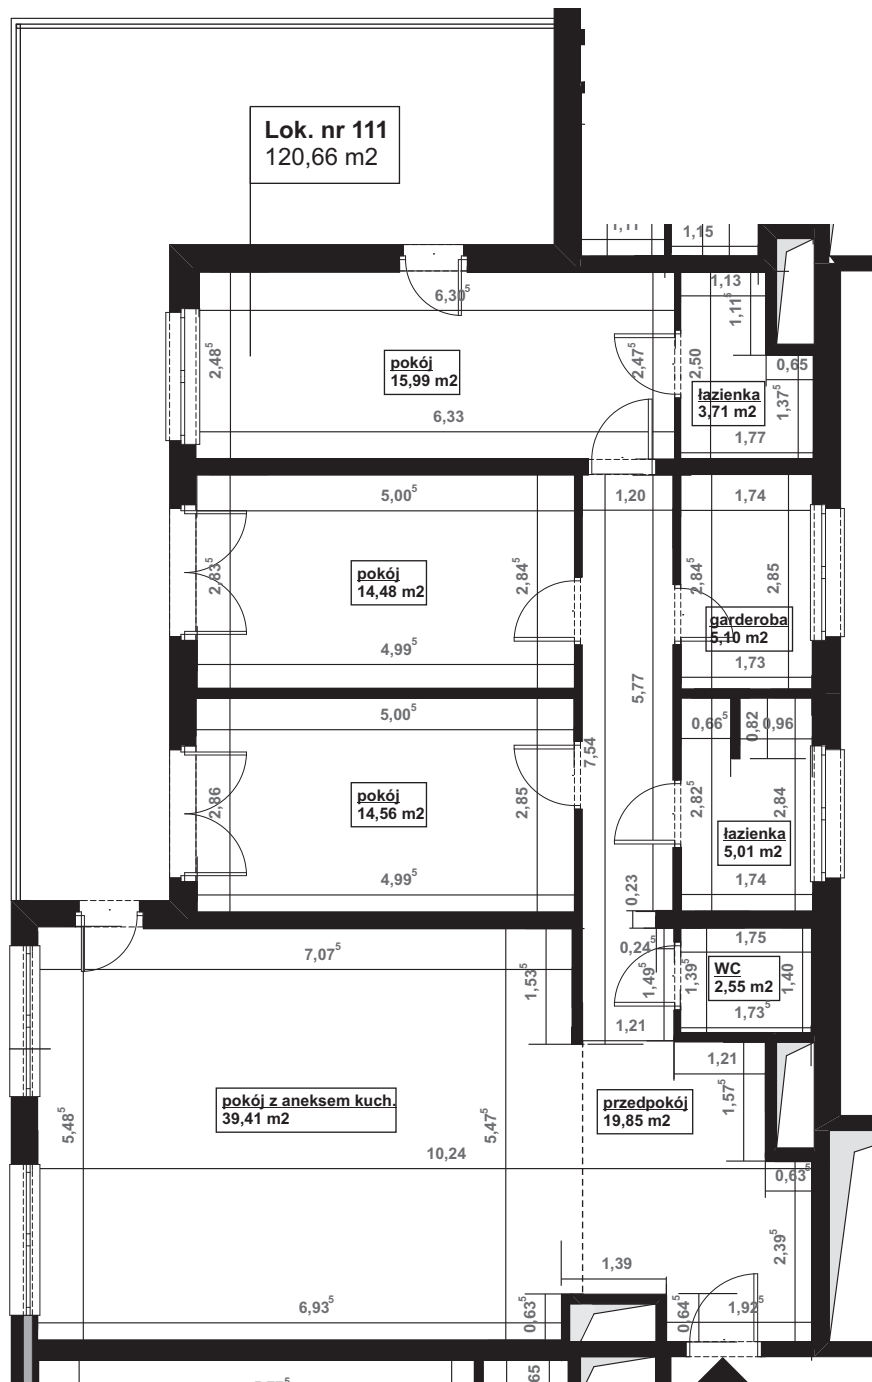 Lok. nr 111
120,66 m2
1,15
1,13
1,11⁵
6,30⁵
2,48⁵
pokój
15,99 m2
2,47⁵
2,50
0,65
łazienka
3,71 m2
1,37⁵
6,33
1,77
5,00⁵
1,20
1,74
2,83⁵
pokój
14,48 m2
2,84⁵
2,84⁵
2,85
garderoba
5,10 m2
4,99⁵
1,73
5,77
5,00⁵
0,66⁵
0,82
0,96
7,54
2,86
pokój
14,56 m2
2,85
2,82⁵
2,84
łazienka
5,01 m2
4,99⁵
1,74
0,23
7,07⁵
0,24⁵
1,75
1,53⁵
1,49⁵
1,39⁵
WC
2,55 m2
1,40
1,73⁵
1,21
1,21
1,57⁵
pokój z aneksem kuch.
39,41 m2
przedpokój
19,85 m2
5,48⁵
5,47⁵
10,24
0,63⁵
2,39⁵
1,39
6,93⁵
0,63⁵
0,64⁵
1,92⁵
65